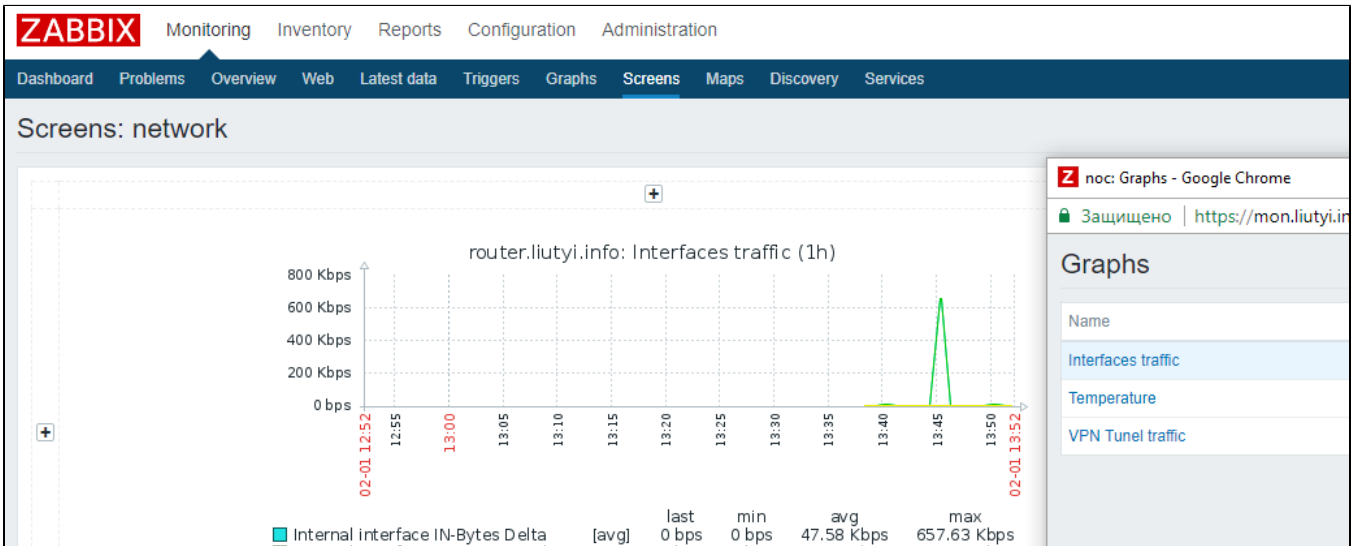 ZABBIX Monitoring Inventory Reports Configuration Administration
Dashboard Problems Overview Web Latest data Triggers Graphs Screens Maps Discovery Services
Screens: network
Z noc: Graphs - Google Chrome
Защищено | https://mon.liutyi.in
Graphs
Name
Interfaces traffic
Temperature
VPN Tunel traffic
+
router.liutyi.info: Interfaces traffic (1h)
800 Kbps
600 Kbps
400 Kbps
200 Kbps
0 bps
+
02-01 12:52
12:55
13:00
13:05
13:10
13:15
13:20
13:25
13:30
13:35
13:40
13:45
13:50
02-01 13:52
last min avg max
Internal interface IN-Bytes Delta [avg] 0 bps 0 bps 47.58 Kbps 657.63 Kbps